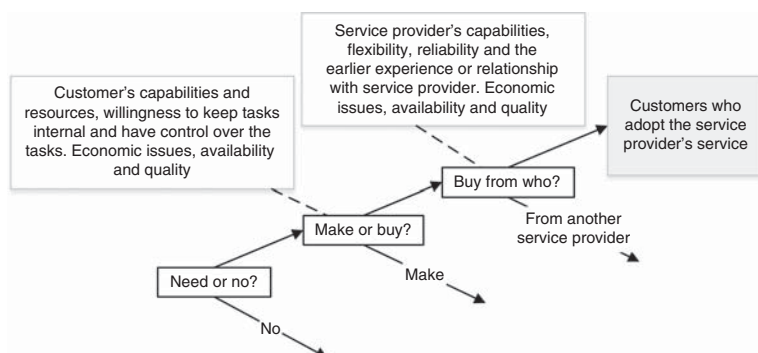 Service provider's capabilities,
flexibility, reliability and the
earlier experience or relationship
with service provider. Economic
issues, availability and quality
Customer's capabilities and
resources, willingness to keep tasks
internal and have control over the
tasks. Economic issues, availability
and quality
Customers who
adopt the service
provider's service
Buy from who?
From another
service provider
Make or buy?
Make
Need or no?
No